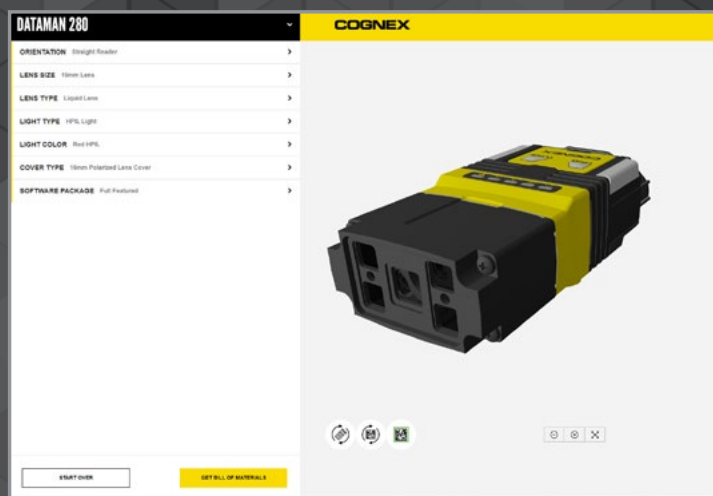 DATAMAN 280
COGNEX
ORIENTATION Straight Reader
LENS SIZE 16mm Lens
LENS TYPE Liquid Lens
LIGHT TYPE HPIL Light
LIGHT COLOR Red HPIL
COVER TYPE 16mm Polarized Lens Cover
SOFTWARE PACKAGE Full Featured
COGNEX
START OVER
GET BILL OF MATERIALS